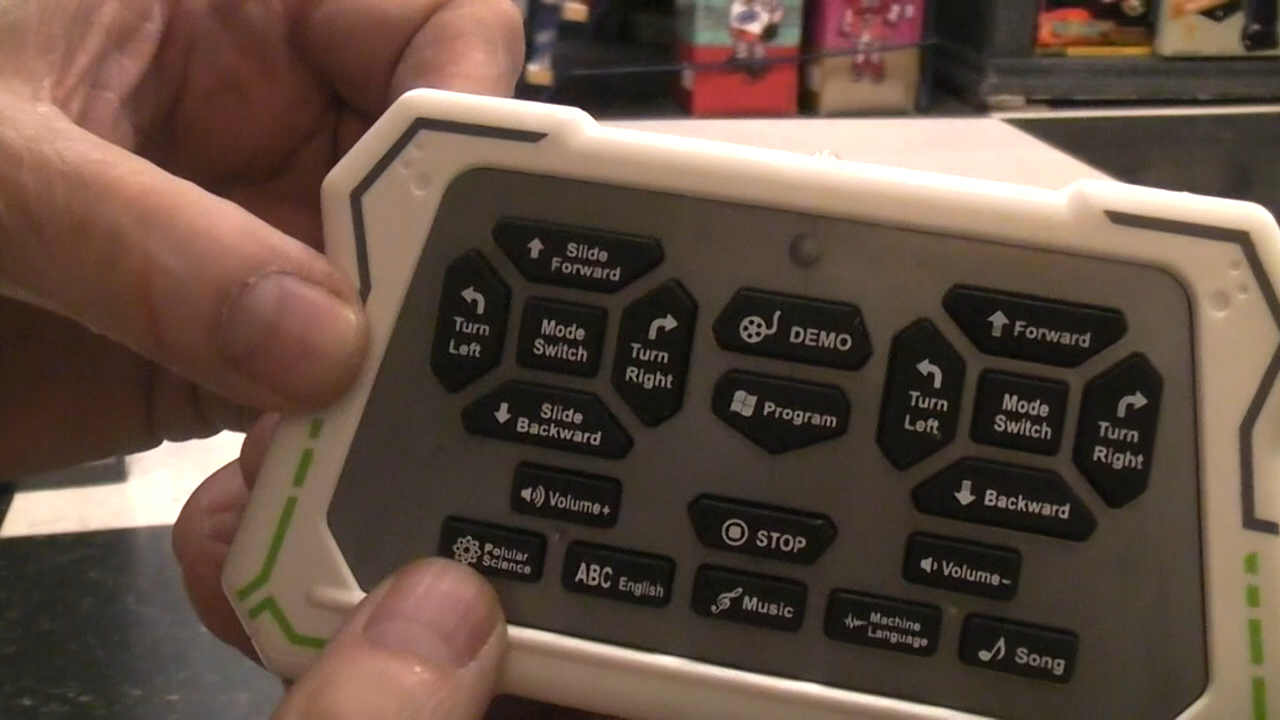 Slide
Forward
Turn
Left
Mode
Switch
Turn
Right
Slide
Backward
DEMO
Program
Forward
Turn
Left
Mode
Switch
Turn
Right
Backward
Volume+
STOP
Volume-
Polular
Science
ABC English
Music
Machine
Language
Song